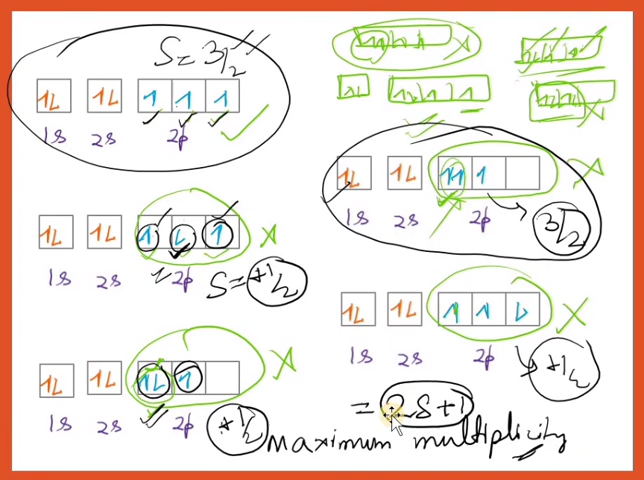 S = 3/2
1s 2s 2p
1s 2s 2p
3/2
1s 2s 2p
S = +1/2
1s 2s 2p
+1/2
1s 2s 2p
+1/2
= 2S+1
maximum multiplicity